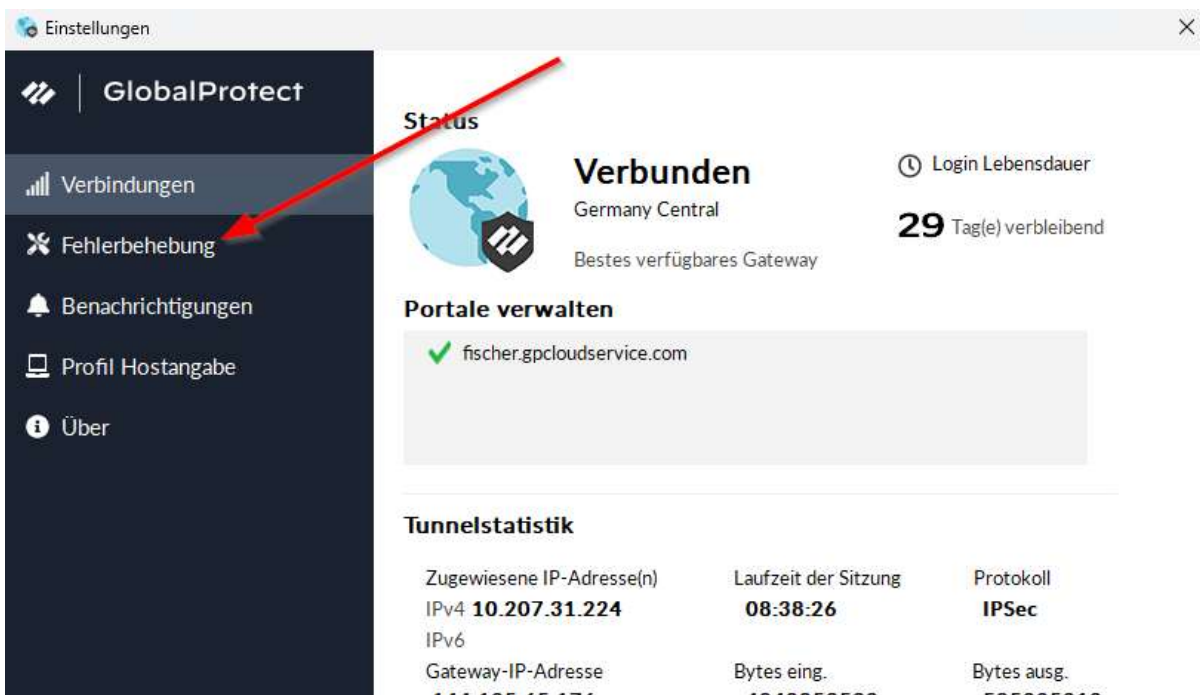 Einstellungen
GlobalProtect
Verbindungen
Fehlerbehebung
Benachrichtigungen
Profil Hostangabe
Über
Status
Verbunden
Germany Central
Bestes verfügbares Gateway
Login Lebensdauer
29 Tag(e) verbleibend
Portale verwalten
fischer.gpcloudservice.com
Tunnelstatistik
Zugewiesene IP-Adresse(n) Laufzeit der Sitzung Protokoll
IPv4 10.207.31.224 08:38:26 IPSec
IPv6
Gateway-IP-Adresse Bytes eing. Bytes ausg.